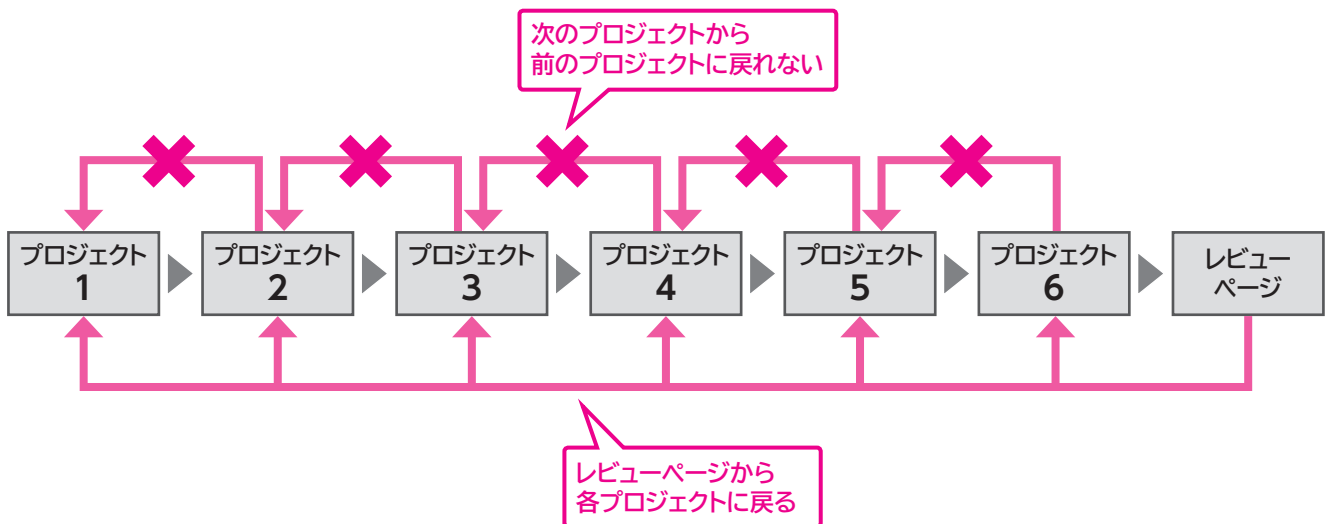 次のプロジェクトから
前のプロジェクトに戻れない
プロジェクト
1
プロジェクト
2
プロジェクト
3
プロジェクト
4
プロジェクト
5
プロジェクト
6
レビュー
ページ
レビューページから
各プロジェクトに戻る